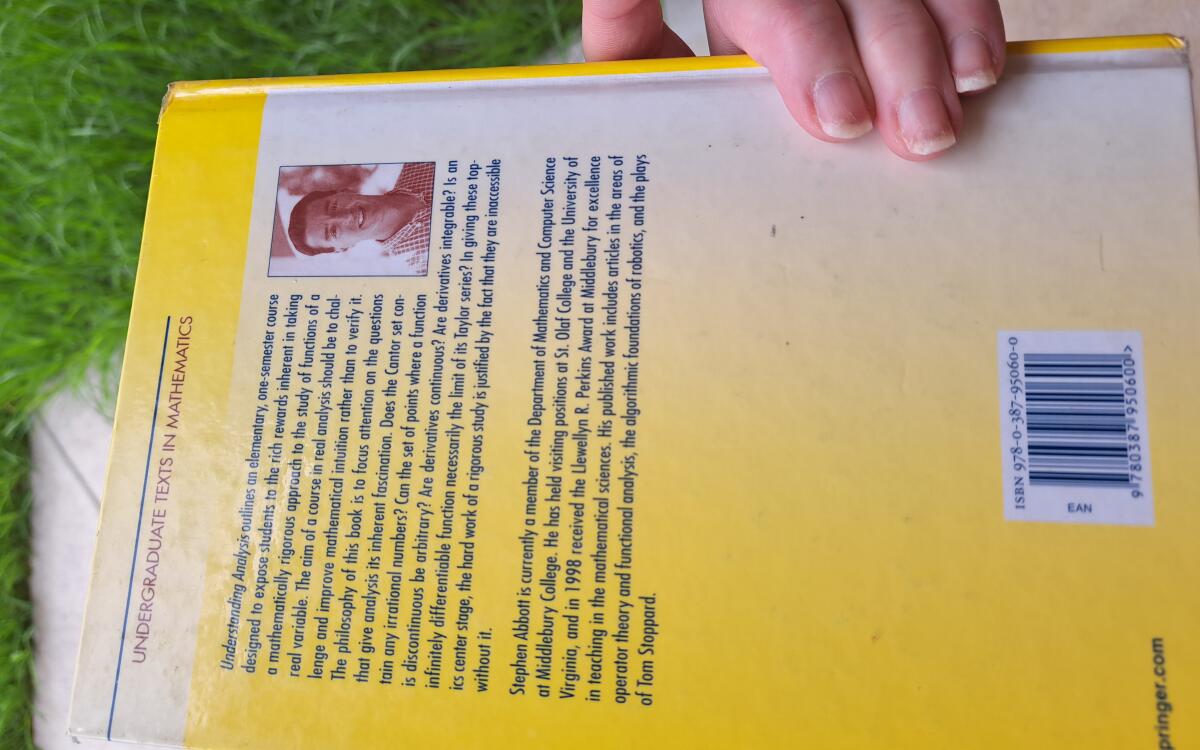 UNDERGRADUATE TEXTS IN MATHEMATICS
Understanding Analysis outlines an elementary, one-semester course
designed to expose students to the rich rewards inherent in taking
a mathematically rigorous approach to the study of functions of a
real variable. The aim of a course in real analysis should be to chal-
lenge and improve mathematical intuition rather than to verify it.
The philosophy of this book is to focus attention on the questions
that give analysis its inherent fascination. Does the Cantor set con-
tain any irrational numbers? Can the set of points where a function
is discontinuous be arbitrary? Are derivatives continuous? Are derivatives integrable? Is an
infinitely differentiable function necessarily the limit of its Taylor series? In giving these top-
ics center stage, the hard work of a rigorous study is justified by the fact that they are inaccessible
without it.
Stephen Abbott is currently a member of the Department of Mathematics and Computer Science
at Middlebury College. He has held visiting positions at St. Olaf College and the University of
Virginia, and in 1998 received the Llewellyn R. Perkins Award at Middlebury for excellence
in teaching in the mathematical sciences. His published work includes articles in the areas of
operator theory and functional analysis, the algorithmic foundations of robotics, and the plays
of Tom Stoppard.
ISBN 978-0-387-95060-0
9 780387 950600 >
EAN
pringer.com